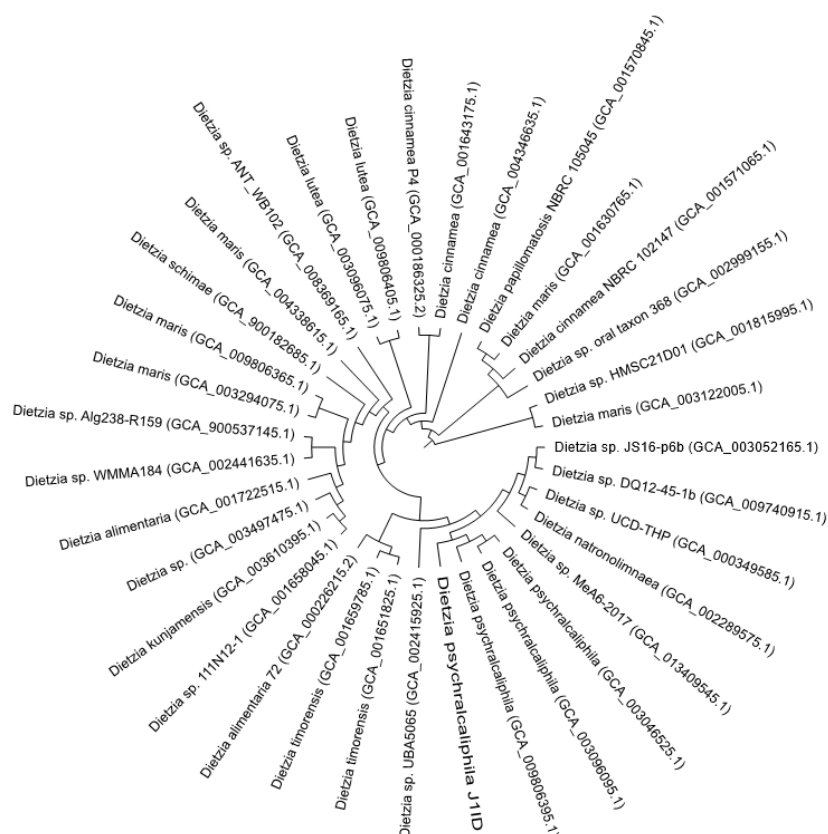 Dietzia papillomatosis NBRC 105045 (GCA_001570845.1)
Dietzia maris (GCA_001630765.1)
Dietzia cinnamea NBRC 102147 (GCA_001571065.1)
Dietzia sp. oral taxon 368 (GCA_002999155.1)
Dietzia sp. HMSC21D01 (GCA_001815995.1)
Dietzia maris (GCA_003122005.1)
Dietzia sp. JS16-p6b (GCA_003052165.1)
Dietzia sp. DQ12-45-1b (GCA_009740915.1)
Dietzia sp. UCD-THP (GCA_000349585.1)
Dietzia natronolimnaea (GCA_002289575.1)
Dietzia sp. MeA6-2017 (GCA_013409545.1)
Dietzia psychralcaliphila (GCA_003046525.1)
Dietzia psychralcaliphila (GCA_003096095.1)
Dietzia psychralcaliphila (GCA_009806395.1)
Dietzia psychralcaliphila J1ID
Dietzia sp. UBA5065 (GCA_002415925.1)
Dietzia timorensis (GCA_001651825.1)
Dietzia timorensis (GCA_001659785.1)
Dietzia alimentaria 72 (GCA_000226215.2)
Dietzia sp. 111N12-1 (GCA_001658045.1)
Dietzia kunjamensis (GCA_003610395.1)
Dietzia sp. (GCA_003497475.1)
Dietzia alimentaria (GCA_001722515.1)
Dietzia sp. WMMA184 (GCA_002441635.1)
Dietzia sp. Alg238-R159 (GCA_900537145.1)
Dietzia maris (GCA_003294075.1)
Dietzia maris (GCA_009806365.1)
Dietzia schimae (GCA_900182685.1)
Dietzia maris (GCA_004338615.1)
Dietzia sp. ANT_WB102 (GCA_008369165.1)
Dietzia lutea (GCA_003096075.1)
Dietzia lutea (GCA_009806405.1)
Dietzia cinnamea P4 (GCA_000186325.2)
Dietzia cinnamea (GCA_001643175.1)
Dietzia cinnamea (GCA_004346635.1)